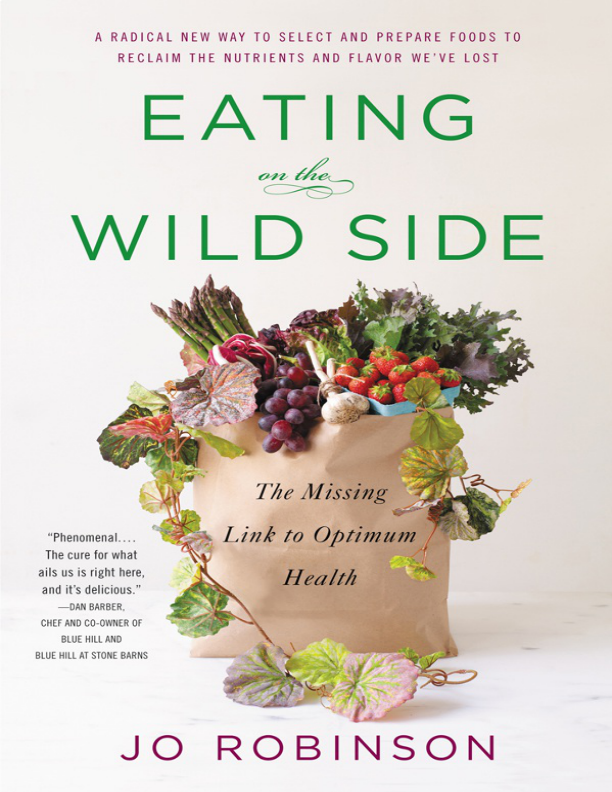 A RADICAL NEW WAY TO SELECT AND PREPARE FOODS TO
RECLAIM THE NUTRIENTS AND FLAVOR WE'VE LOST
EATING
on the
WILD SIDE
The Missing
Link to Optimum
Health
“Phenomenal....
The cure for what
ails us is right here,
and it's delicious.”
—DAN BARBER,
CHEF AND CO-OWNER OF
BLUE HILL AND
BLUE HILL AT STONE BARNS
JO ROBINSON